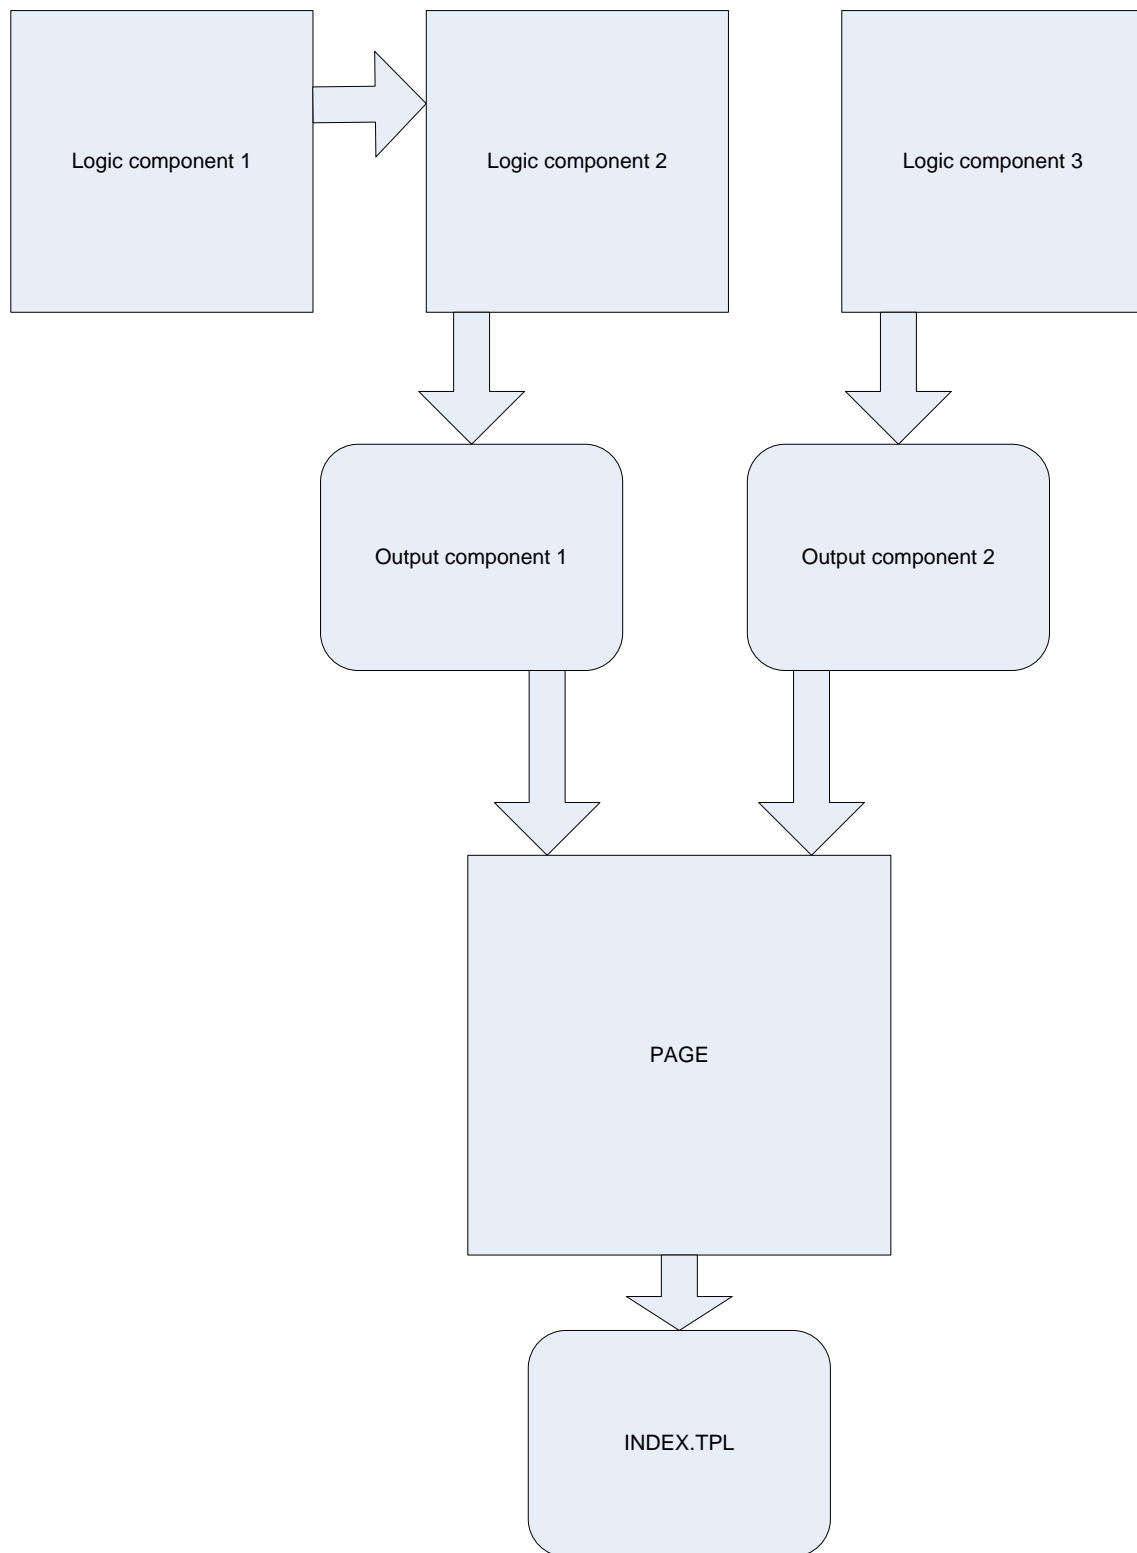 Logic component 1
Logic component 2
Logic component 3
Output component 1
Output component 2
PAGE
INDEX.TPL